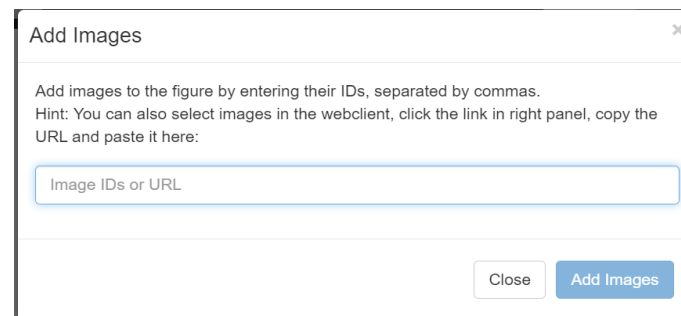 Add Images
×
Add images to the figure by entering their IDs, separated by commas.
Hint: You can also select images in the webclient, click the link in right panel, copy the
URL and paste it here:
Image IDs or URL
Close
Add Images